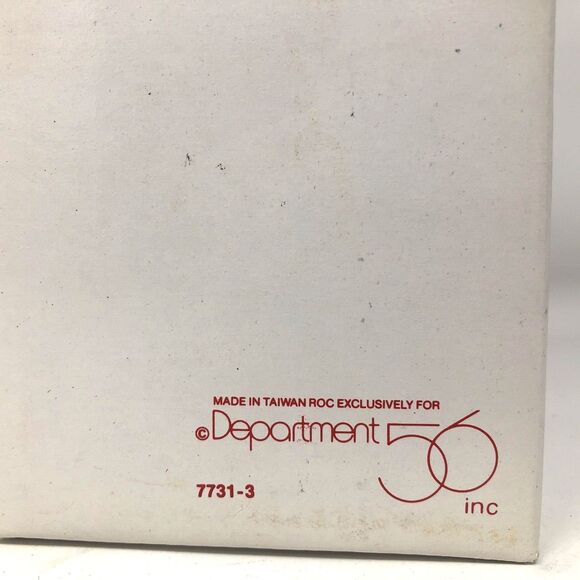 MADE IN TAIWAN ROC EXCLUSIVELY FOR
©Department 56
inc
7731-3